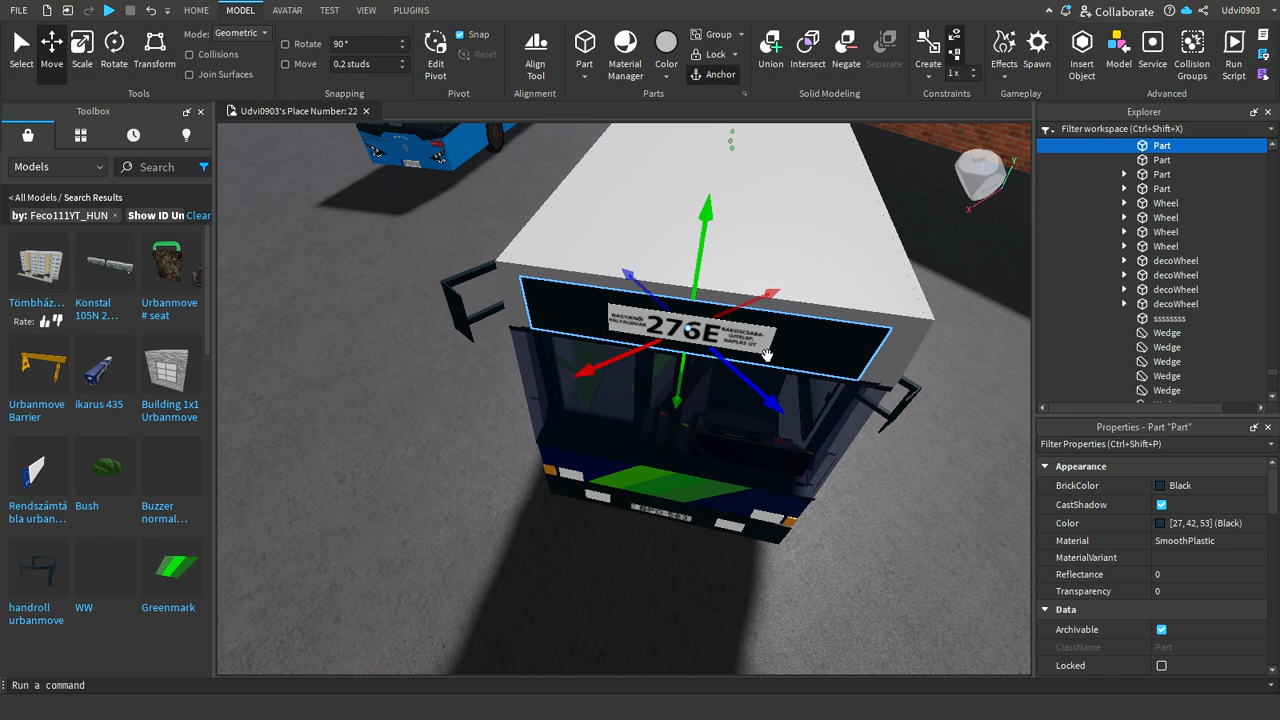 FILE HOME MODEL AVATAR TEST VIEW PLUGINS Collaborate Udvi0903
Select Move Scale Rotate Transform
Mode: Geometric
Collisions
Join Surfaces
Tools
Rotate 90°
Move 0.2 studs
Snapping
Edit Pivot
Snap
Reset
Pivot
Align Tool
Alignment
Part Material Manager Color
Group
Lock
Anchor
Parts
Union Intersect Negate Separate
Solid Modeling
Create
1 x
Constraints
Effects Spawn
Gameplay
Insert Object Model Service Collision Groups Run Script
Advanced
Toolbox
Models Search
< All Models / Search Results
by: Feco111YT_HUN Show ID Un Clear
Tömbház...
Konstal 105N 2...
Urbanmove # seat
Rate:
Urbanmove Barrier
ikarus 435
Building 1x1 Urbanmove
Rendszámtá bla urban...
Bush
Buzzer normal...
handroll urbanmove
WW
Greenmark
Udvi0903's Place Number: 22
276E
Y
X
Explorer
Filter workspace (Ctrl+Shift+X)
Part
Part
Part
Part
Wheel
Wheel
Wheel
Wheel
decoWheel
decoWheel
decoWheel
decoWheel
ssssssss
Wedge
Wedge
Wedge
Wedge
Wedge
Properties - Part "Part"
Filter Properties (Ctrl+Shift+P)
Appearance
BrickColor Black
CastShadow
Color [27, 42, 53] (Black)
Material SmoothPlastic
MaterialVariant
Reflectance 0
Transparency 0
Data
Archivable
ClassName Part
Locked
Run a command